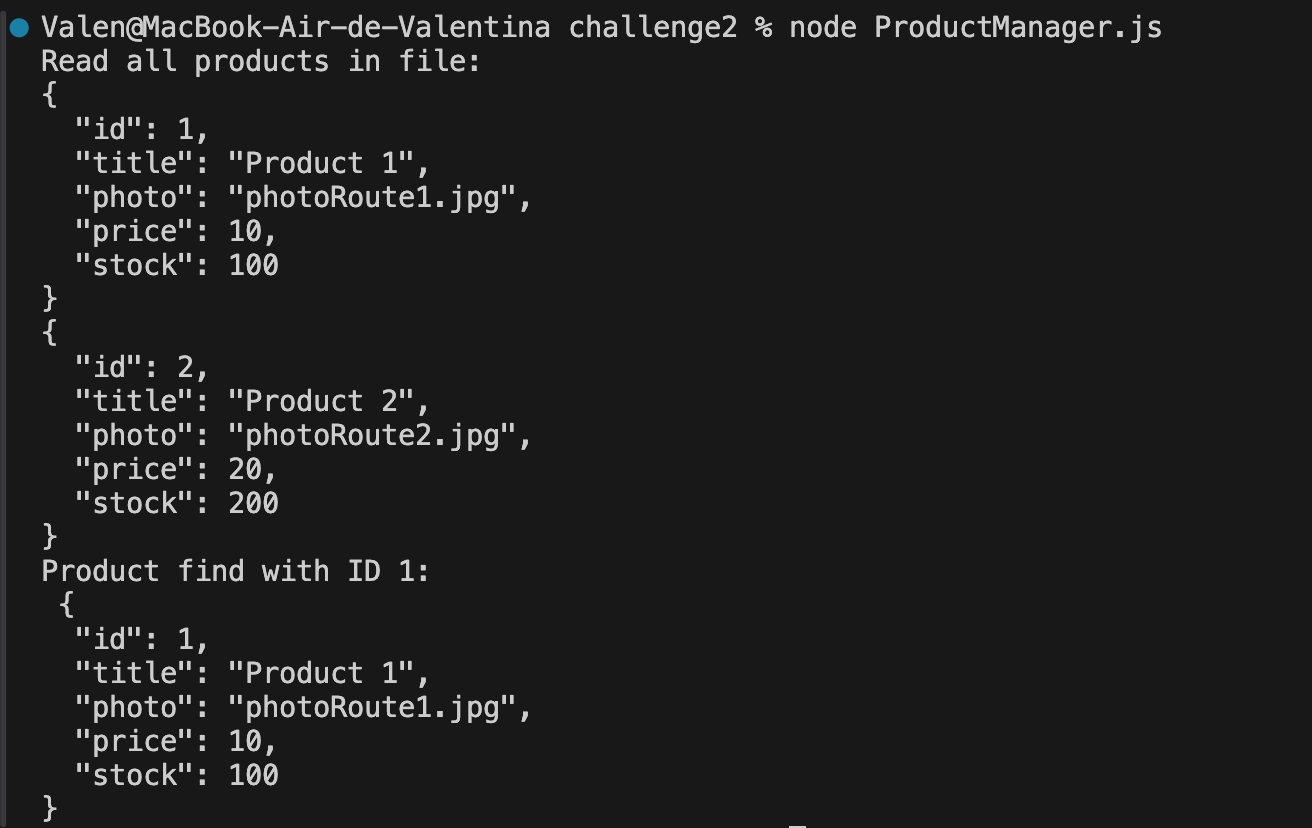 Valen@MacBook-Air-de-Valentina challenge2 % node ProductManager.js
Read all products in file:
{
  "id": 1,
  "title": "Product 1",
  "photo": "photoRoute1.jpg",
  "price": 10,
  "stock": 100
}
{
  "id": 2,
  "title": "Product 2",
  "photo": "photoRoute2.jpg",
  "price": 20,
  "stock": 200
}
Product find with ID 1:
 {
  "id": 1,
  "title": "Product 1",
  "photo": "photoRoute1.jpg",
  "price": 10,
  "stock": 100
}